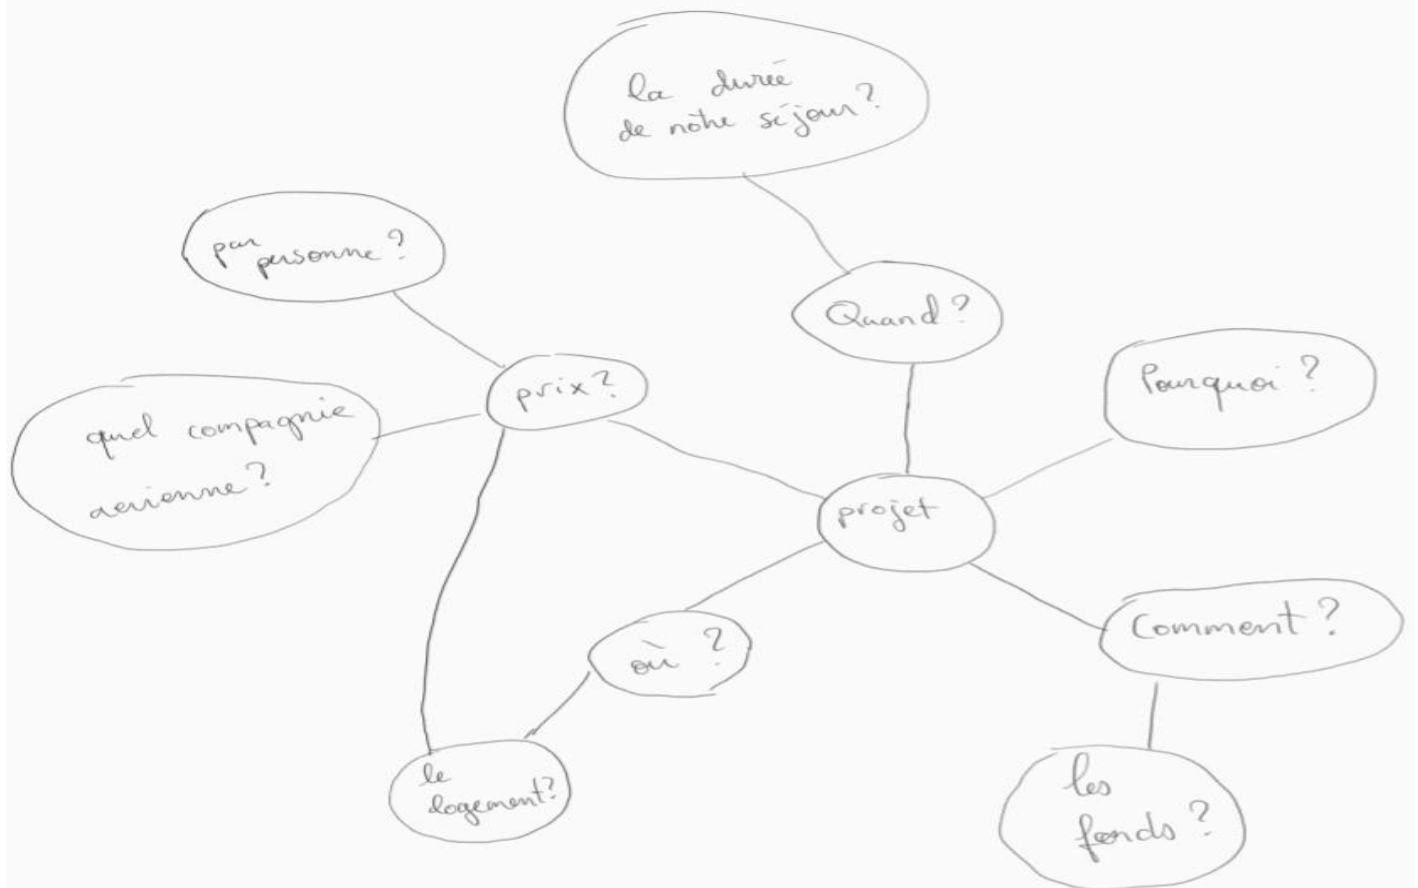 la durée
de nôtre séjour?
par
personne?
Quand?
Pourquoi?
prix?
quel compagnie
aerienne?
projet
Comment?
où?
le
logement?
les
fonds?